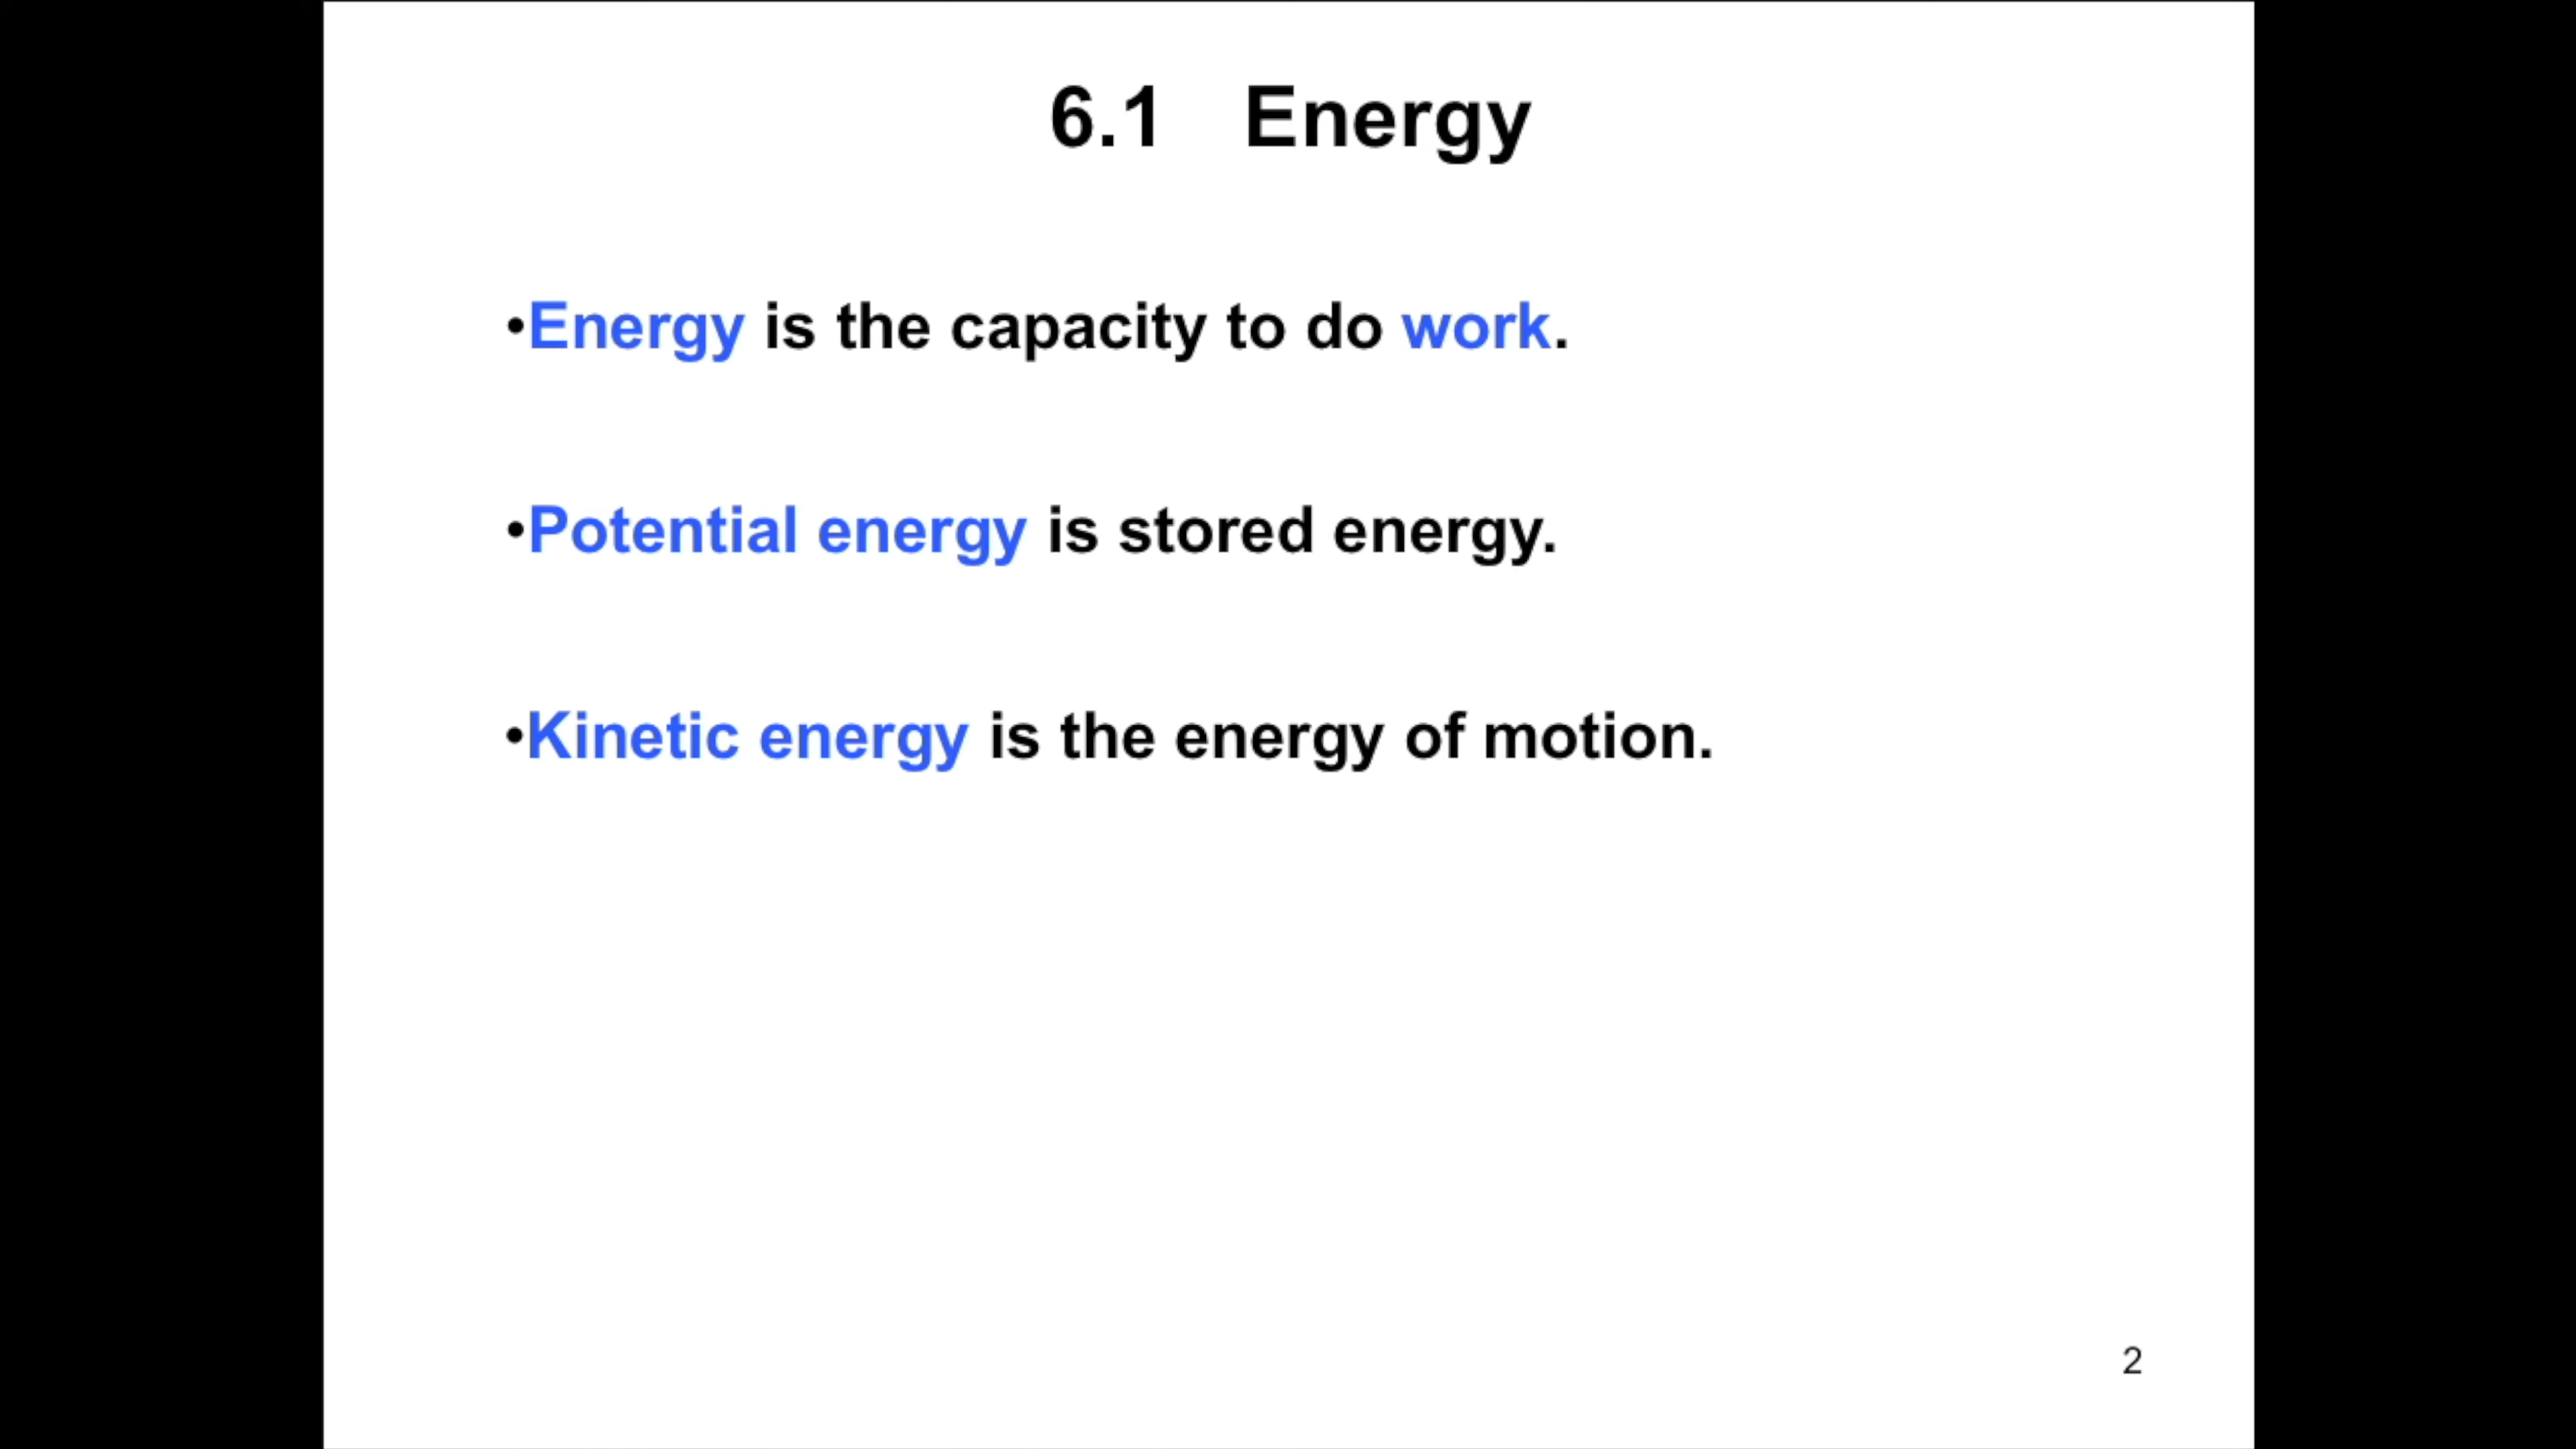 6.1 Energy
•Energy is the capacity to do work.
•Potential energy is stored energy.
•Kinetic energy is the energy of motion.
2